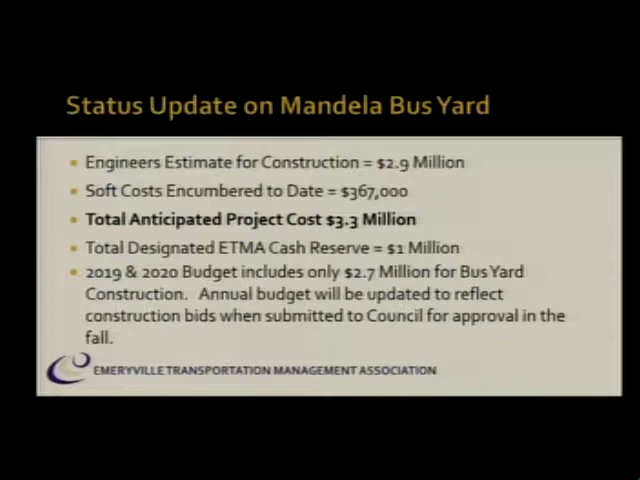 Status Update on Mandela Bus Yard
Engineers Estimate for Construction = $2.9 Million
Soft Costs Encumbered to Date = $367,000
Total Anticipated Project Cost $3.3 Million
Total Designated ETMA Cash Reserve = $1 Million
2019 & 2020 Budget includes only $2.7 Million for Bus Yard
Construction. Annual budget will be updated to reflect
construction bids when submitted to Council for approval in the
fall.
EMERYVILLE TRANSPORTATION MANAGEMENT ASSOCIATION